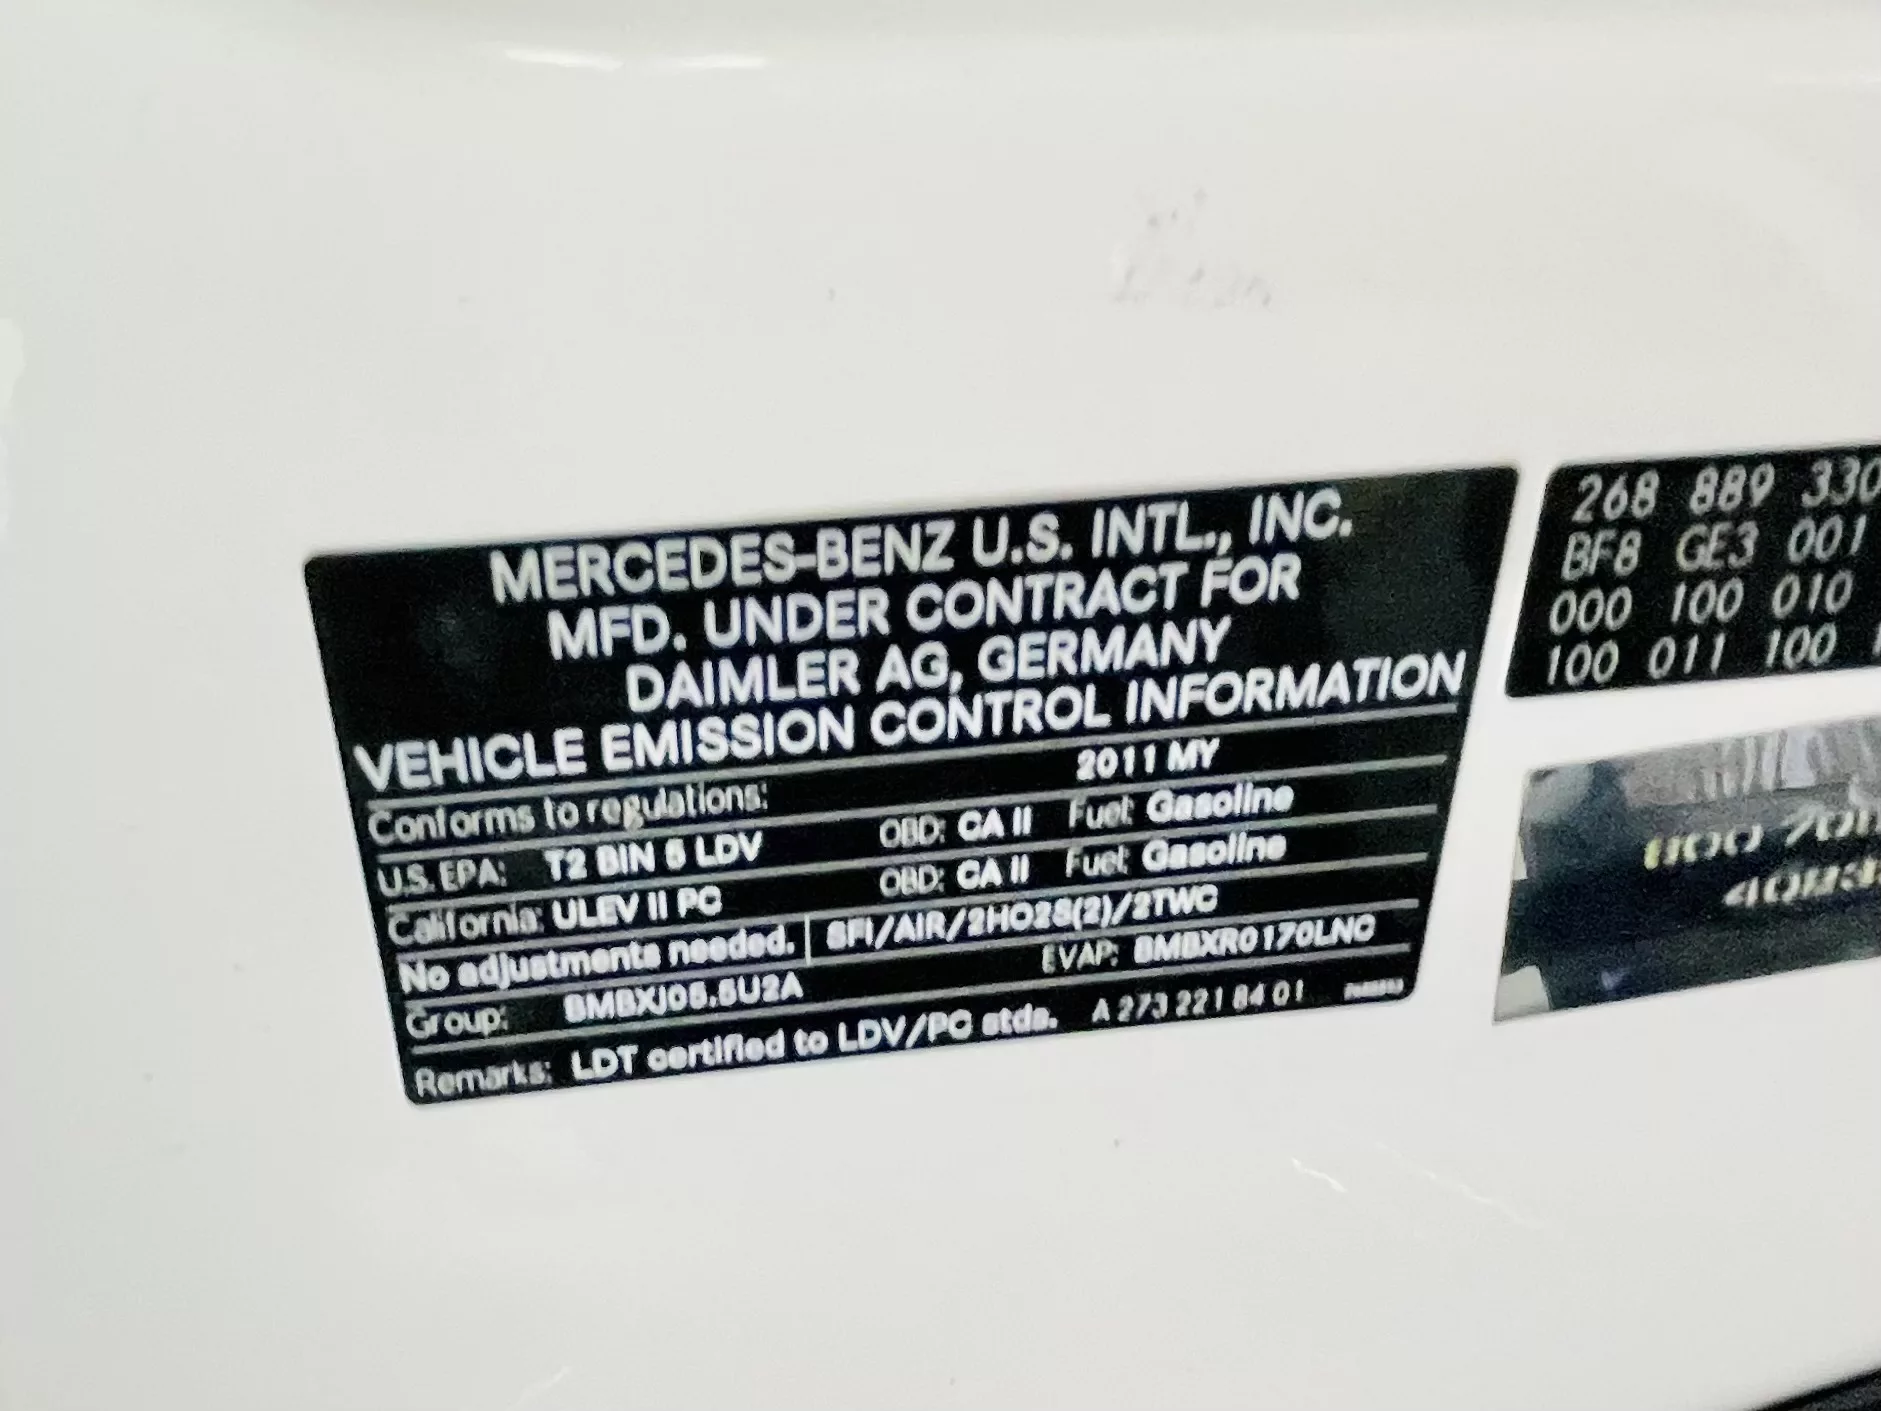 MERCEDES-BENZ U.S. INTL., INC.
MFD. UNDER CONTRACT FOR
DAIMLER AG, GERMANY
VEHICLE EMISSION CONTROL INFORMATION
Conforms to regulations: 2011 MY
U.S. EPA: T2 BIN 5 LDV OBD: CA II Fuel: Gasoline
California: ULEV II PC OBD: CA II Fuel: Gasoline
No adjustments needed. SFI/AIR/2HO2S(2)/2TWC
Group: BMBXJ05.5U2A EVAP: BMBXR0170LNC
Remarks: LDT certified to LDV/PC stds. A 273 221 84 01
268 889 330
BF8 GE3 001
000 100 010
100 011 100